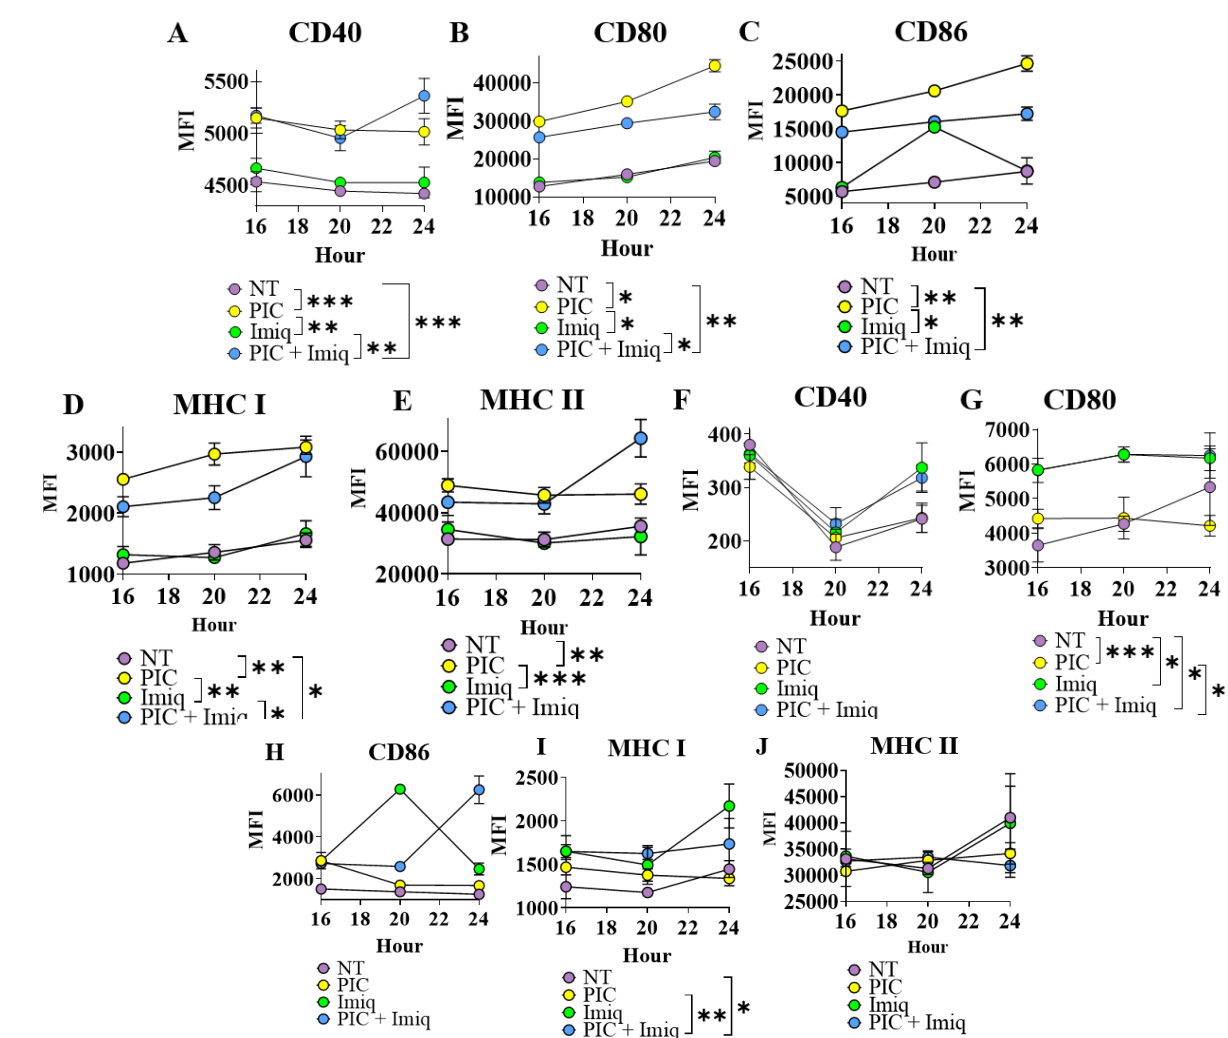 A CD40
5500
5000
4500
MFI
16 18 20 22 24
Hour
NT
PIC
Imiq
PIC + Imiq
***
**
**
***
B CD80
40000
30000
20000
10000
MFI
16 18 20 22 24
Hour
NT
PIC
Imiq
PIC + Imiq
*
*
*
**
C CD86
25000
20000
15000
10000
5000
MFI
16 18 20 22 24
Hour
NT
PIC
Imiq
PIC + Imiq
**
*
**
D MHC I
3000
2000
1000
MFI
16 18 20 22 24
Hour
NT
PIC
Imiq
PIC + Imiq
**
**
*
*
E MHC II
60000
40000
20000
MFI
16 18 20 22 24
Hour
NT
PIC
Imiq
PIC + Imiq
**
***
F CD40
400
300
200
MFI
16 18 20 22 24
Hour
NT
PIC
Imiq
PIC + Imiq
G CD80
7000
6000
5000
4000
3000
MFI
16 18 20 22 24
Hour
NT
PIC
Imiq
PIC + Imiq
***
*
*
*
H CD86
6000
4000
2000
MFI
16 18 20 22 24
Hour
NT
PIC
Imiq
PIC + Imiq
I MHC I
2500
2000
1500
1000
MFI
16 18 20 22 24
Hour
NT
PIC
Imiq
PIC + Imiq
**
*
J MHC II
50000
45000
40000
35000
30000
25000
MFI
16 18 20 22 24
Hour
NT
PIC
Imiq
PIC + Imiq